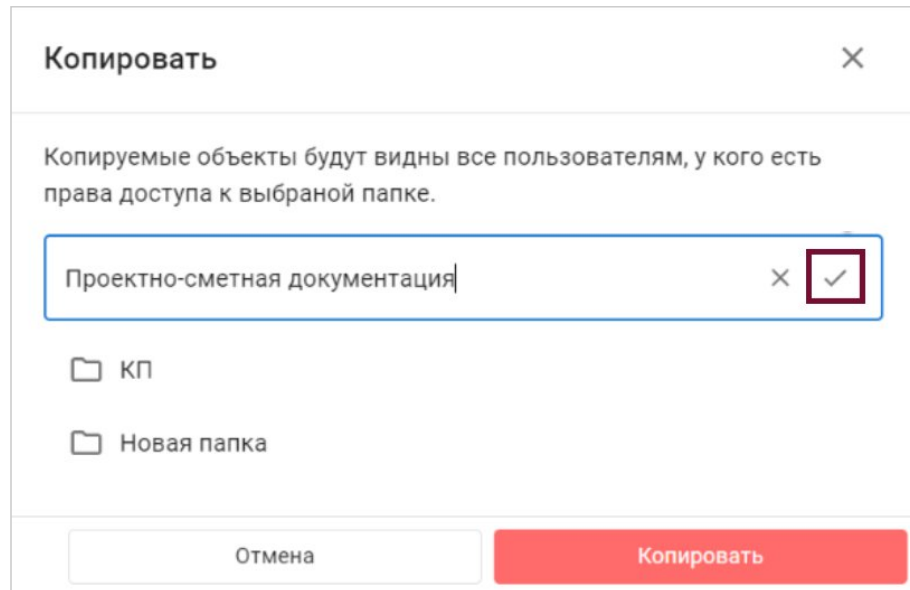 Копировать
Копируемые объекты будут видны все пользователям, у кого есть
права доступа к выбраной папке.
Проектно-сметная документация
КП
Новая папка
Отмена
Копировать